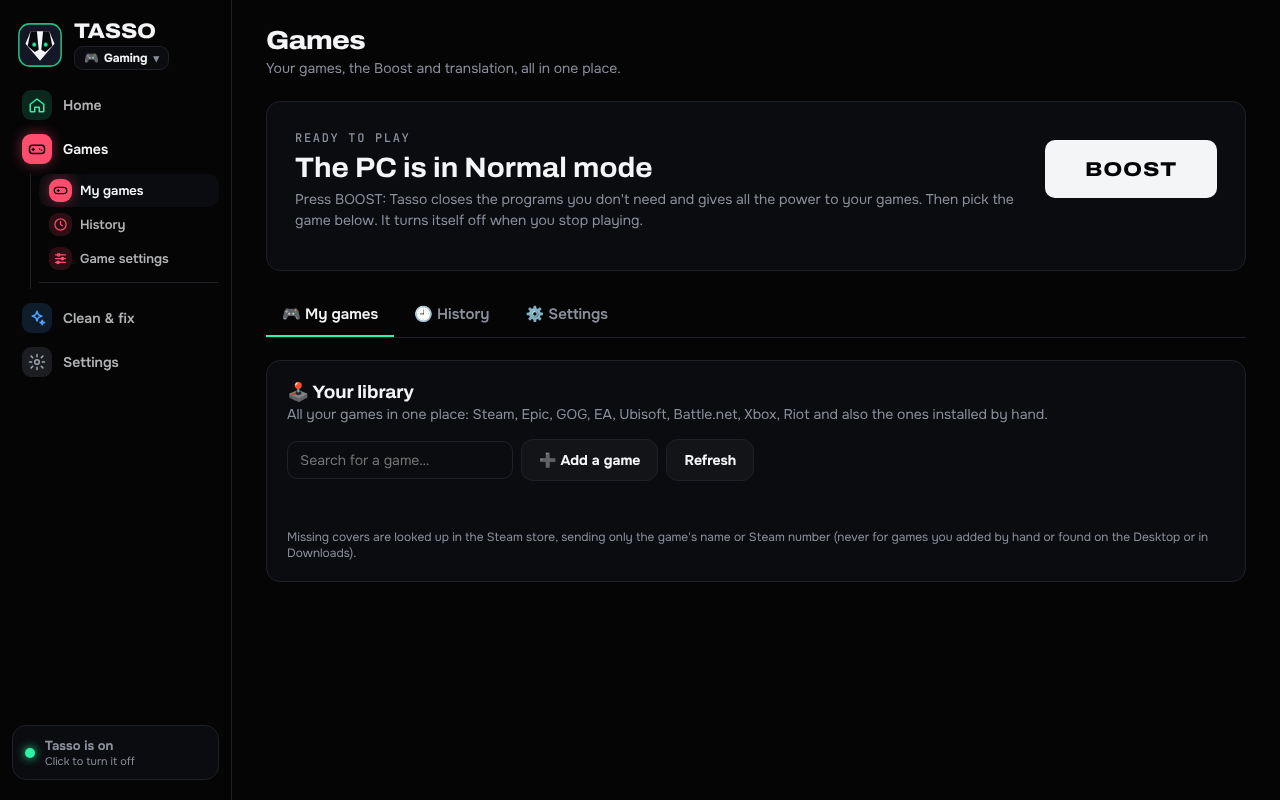 TASSO
🎮 Gaming ▾
Home
Games
My games
History
Game settings
Clean & fix
Settings
Tasso is on
Click to turn it off
Games
Your games, the Boost and translation, all in one place.
READY TO PLAY
The PC is in Normal mode
Press BOOST: Tasso closes the programs you don't need and gives all the power to your games. Then pick the
game below. It turns itself off when you stop playing.
BOOST
🎮 My games
🕘 History
⚙️ Settings
🕹️ Your library
All your games in one place: Steam, Epic, GOG, EA, Ubisoft, Battle.net, Xbox, Riot and also the ones installed by hand.
Search for a game...
➕ Add a game
Refresh
Missing covers are looked up in the Steam store, sending only the game's name or Steam number (never for games you added by hand or found on the Desktop or in
Downloads).